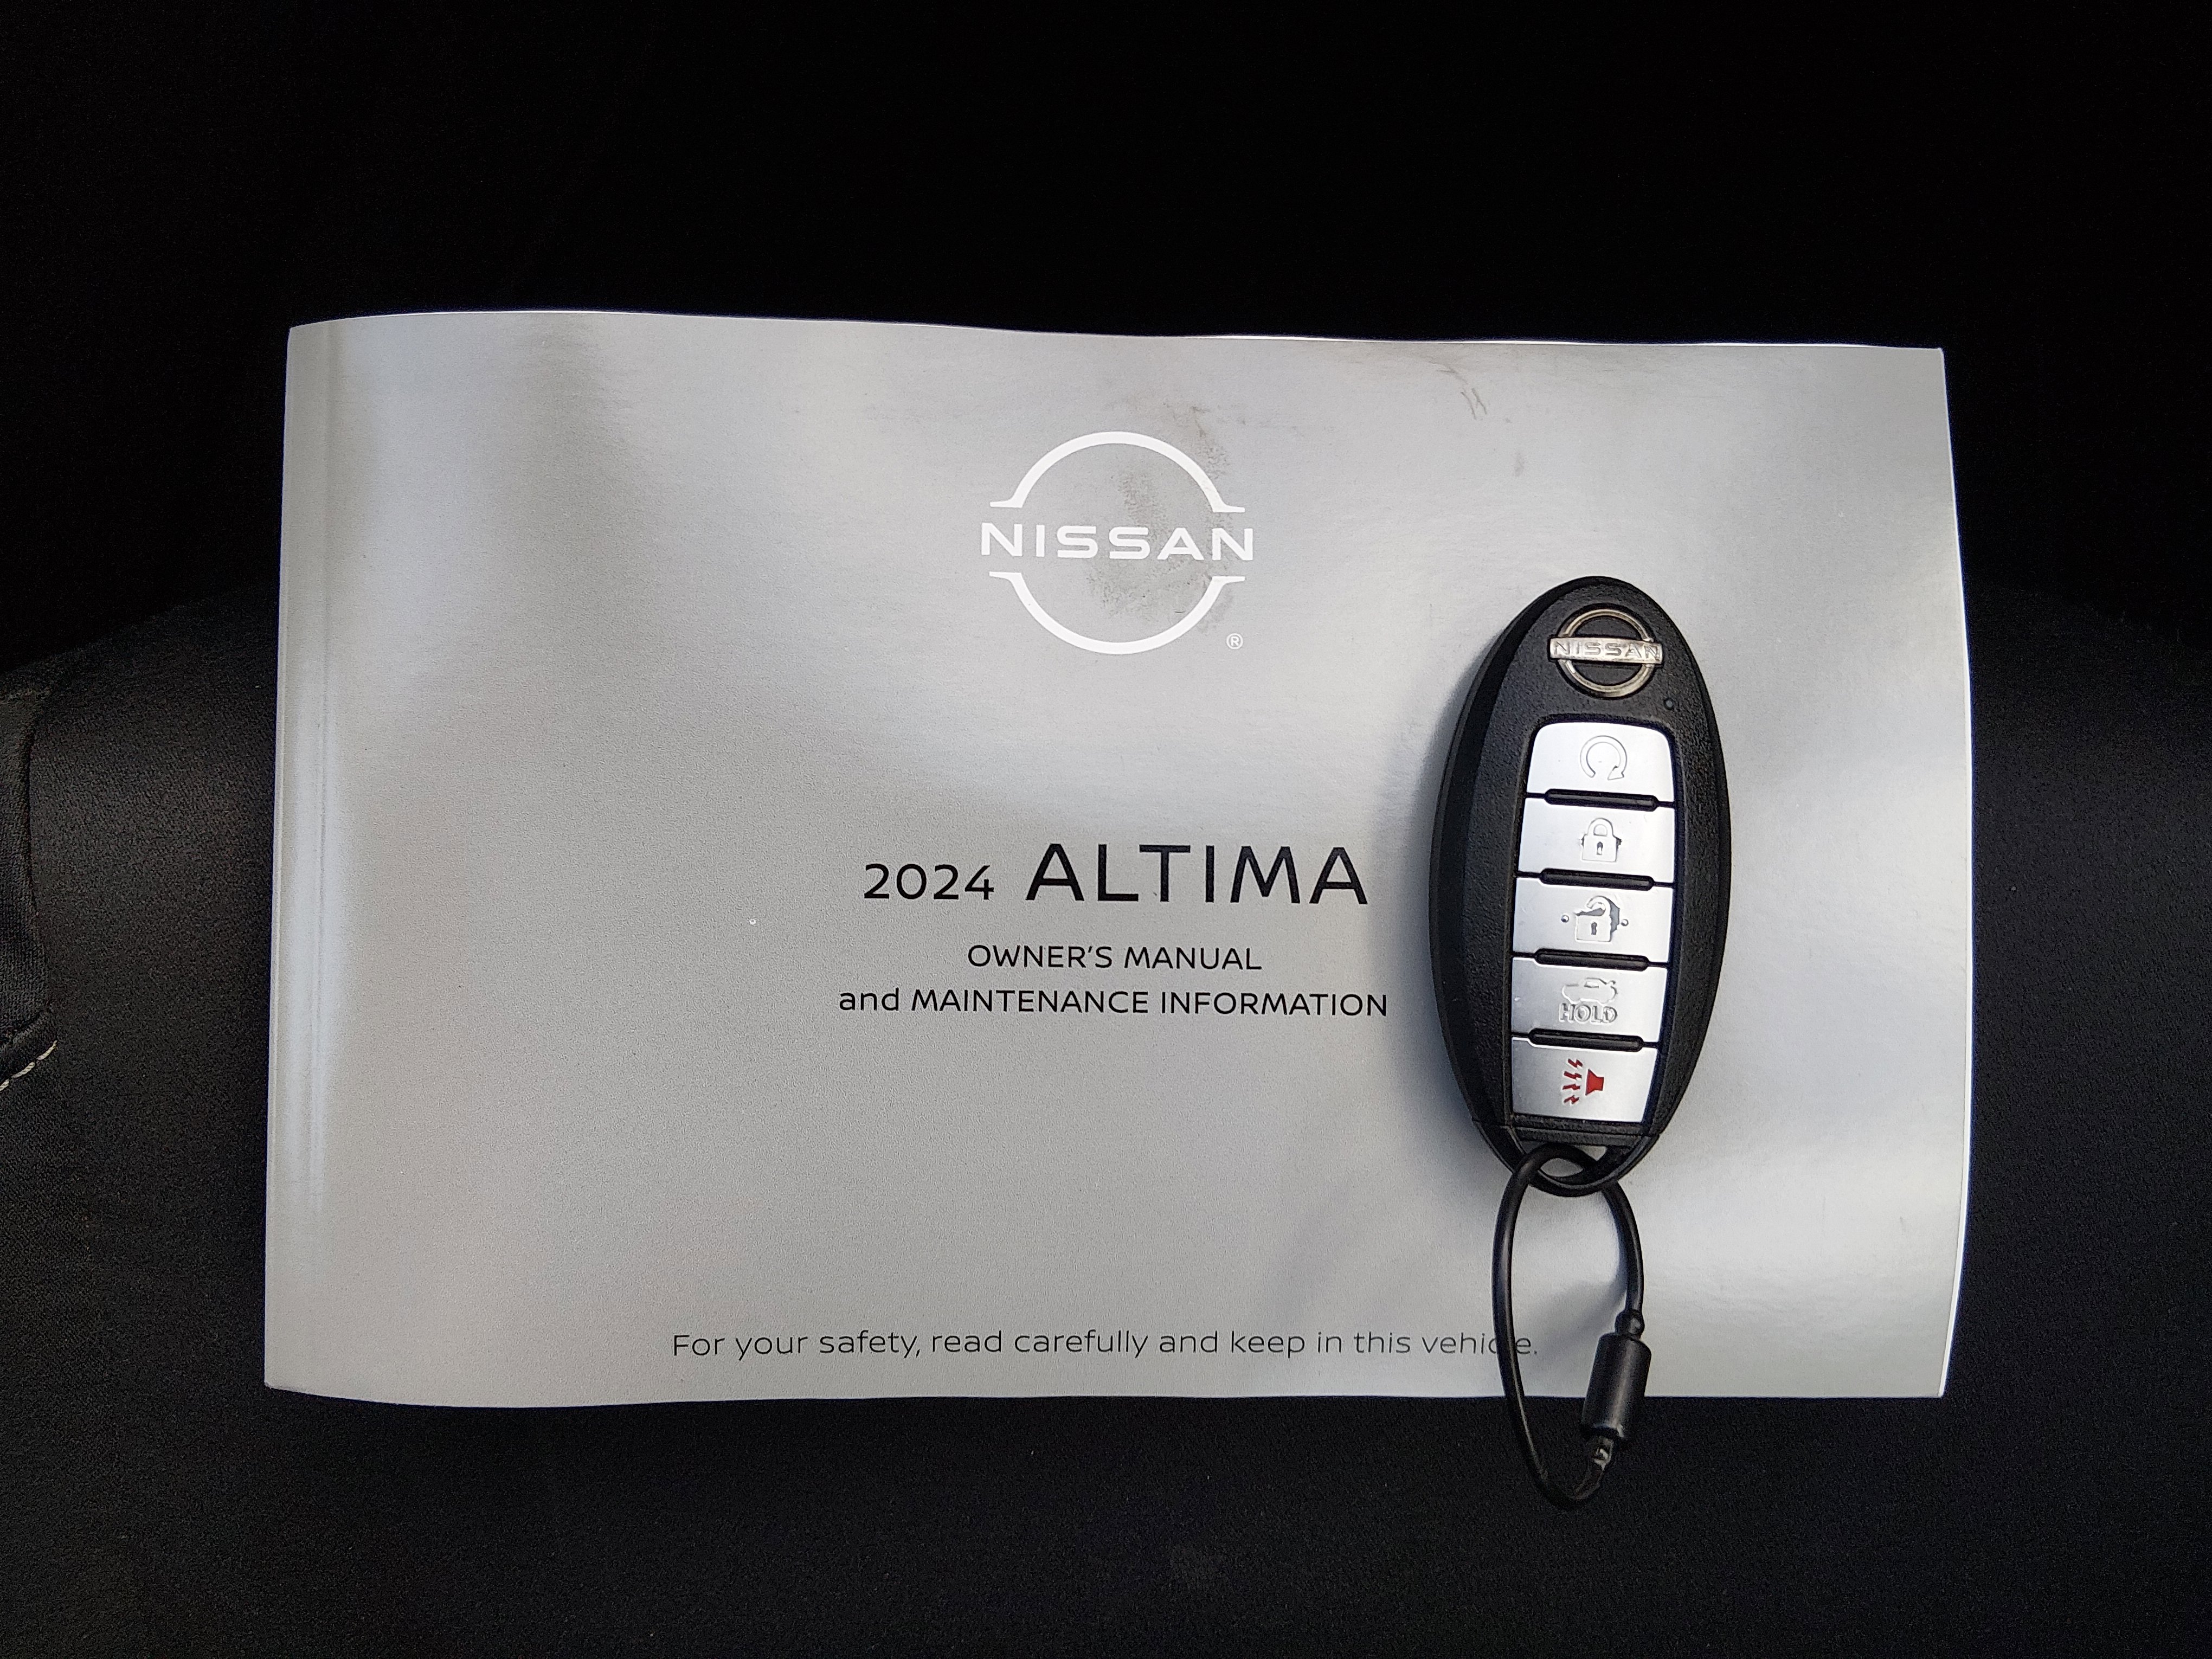 NISSAN
®
2024 ALTIMA
OWNER'S MANUAL
and MAINTENANCE INFORMATION
For your safety, read carefully and keep in this vehicle.
NISSAN
HOLD